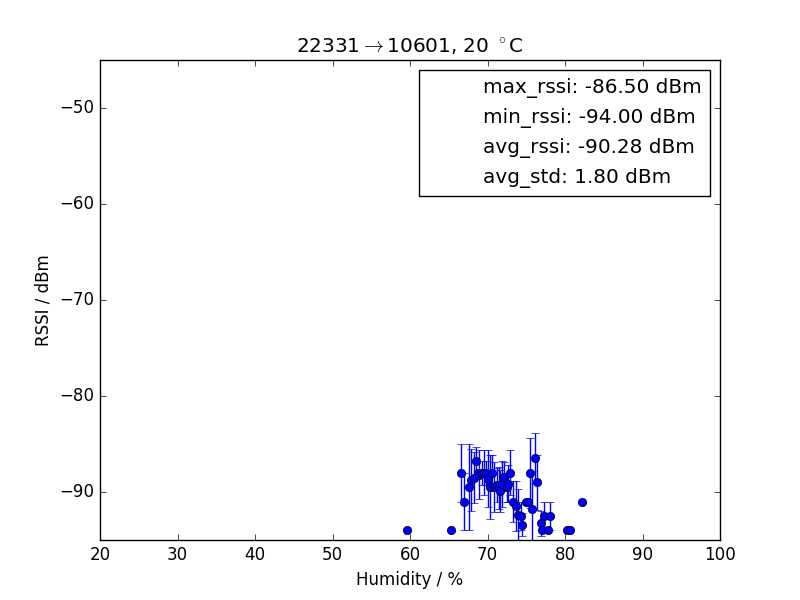 22331→10601, 20 °C
max_rssi: -86.50 dBm
min_rssi: -94.00 dBm
avg_rssi: -90.28 dBm
avg_std: 1.80 dBm
−50
−60
−70
−80
−90
RSSI / dBm
20 30 40 50 60 70 80 90 100
Humidity / %